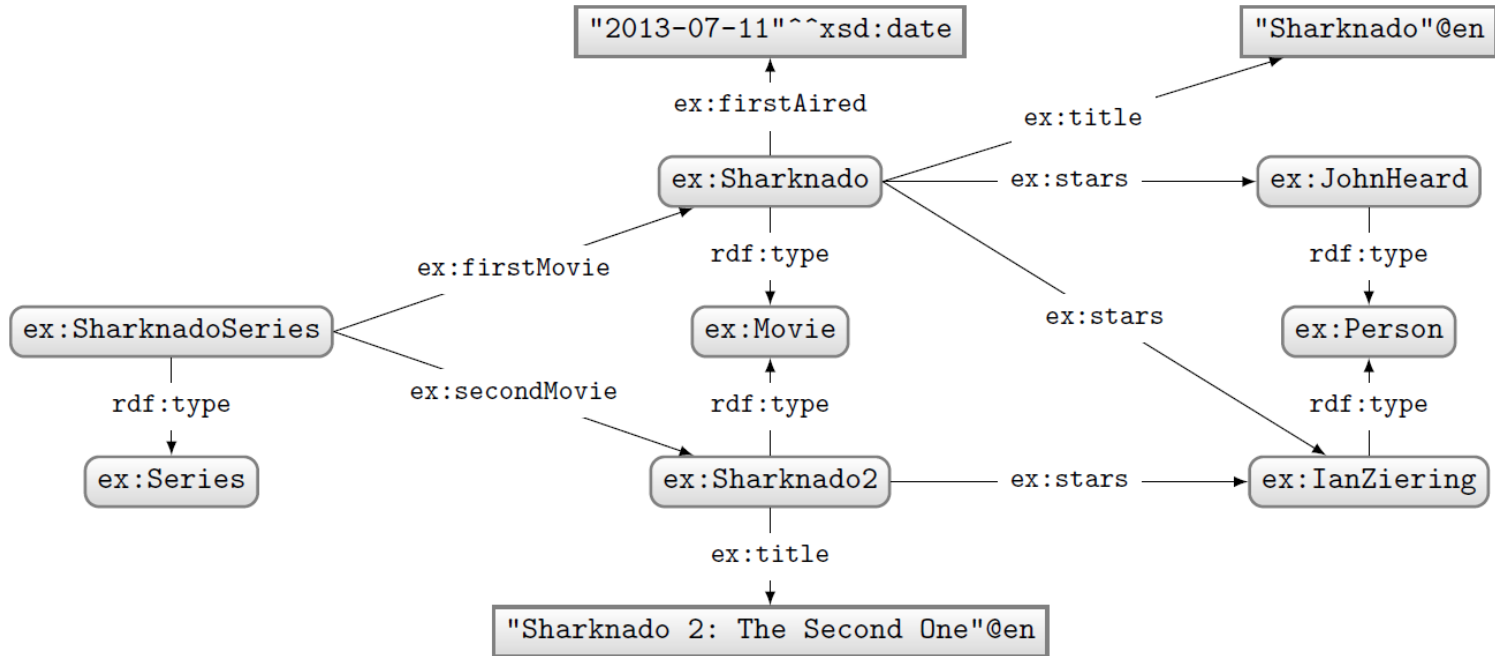 "2013-07-11"^^xsd:date
"Sharknado"@en
ex:firstAired
ex:title
ex:Sharknado
ex:stars
ex:JohnHeard
rdf:type
rdf:type
ex:firstMovie
ex:stars
ex:SharknadoSeries
ex:Movie
ex:Person
ex:secondMovie
rdf:type
rdf:type
rdf:type
ex:Series
ex:Sharknado2
ex:stars
ex:IanZiering
ex:title
"Sharknado 2: The Second One"@en